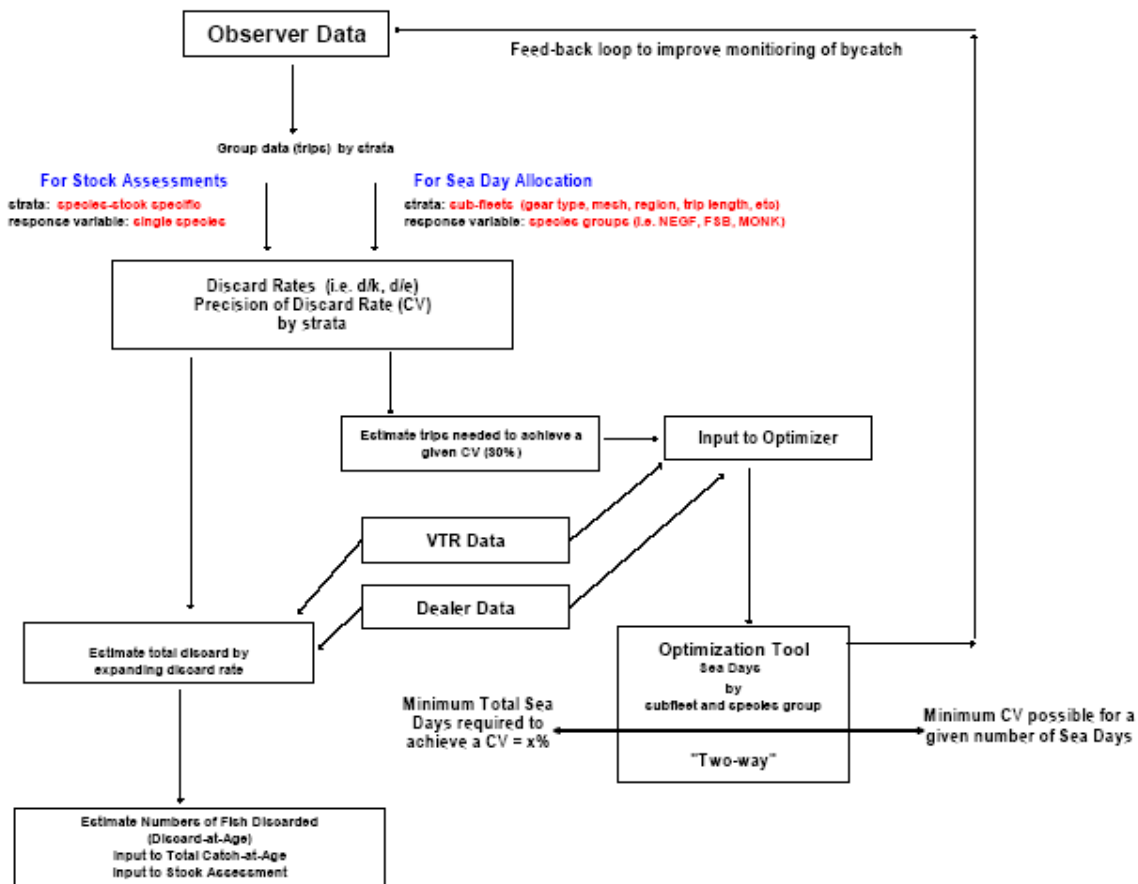 Observer Data
Feed-back loop to improve monitioring of bycatch
Group data (trips) by strata
For Stock Assessments
strata: species-stock specific
response variable: single species
For Sea Day Allocation
strata: sub-fleets (gear type, mesh, region, trip length, etc)
response variable: species groups (i.e. NEGF, FSB, MONK)
Discard Rates (i.e. d/k, d/e)
Precision of Discard Rate (CV)
by strata
Estimate trips needed to achieve a
given CV (30%)
Input to Optimizer
VTR Data
Dealer Data
Estimate total discard by
expanding discard rate
Optimization Tool
Sea Days
by
subfleet and species group
"Two-way"
Minimum Total Sea
Days required to
achieve a CV = x%
Minimum CV possible for a
given number of Sea Days
Estimate Numbers of Fish Discarded
(Discard-at-Age)
Input to Total Catch-at-Age
Input to Stock Assessment